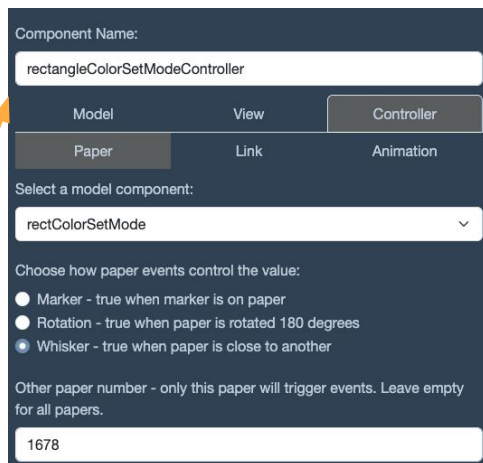 Component Name:
rectangleColorSetModeController
Model View Controller
Paper Link Animation
Select a model component:
rectColorSetMode
Choose how paper events control the value:
Marker - true when marker is on paper
Rotation - true when paper is rotated 180 degrees
Whisker - true when paper is close to another
Other paper number - only this paper will trigger events. Leave empty
for all papers.
1678